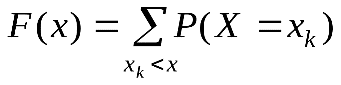 F(x) = ∑ P(X = x_k)
x_k < x